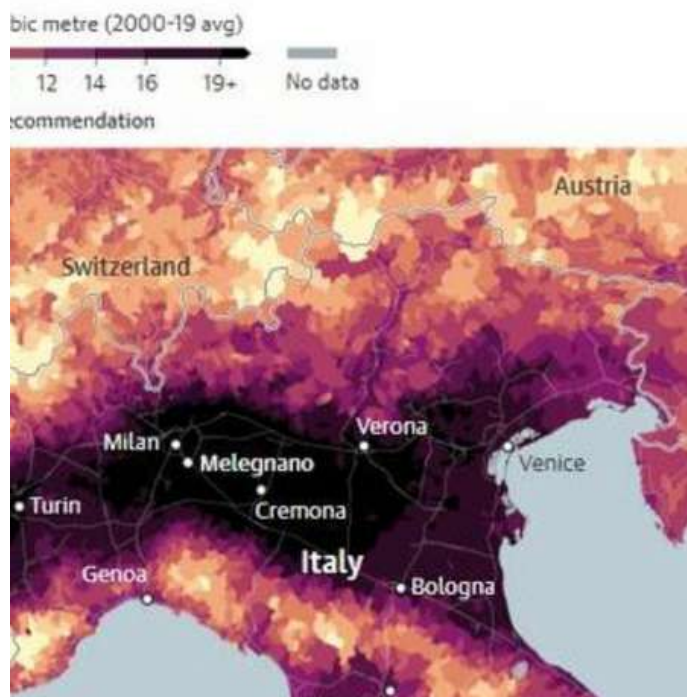 bic metre (2000-19 avg)
12 14 16 19+ No data
ecommendation
Austria
Switzerland
Verona
Milan
Melegnano
Venice
Turin
Cremona
Italy
Genoa
Bologna